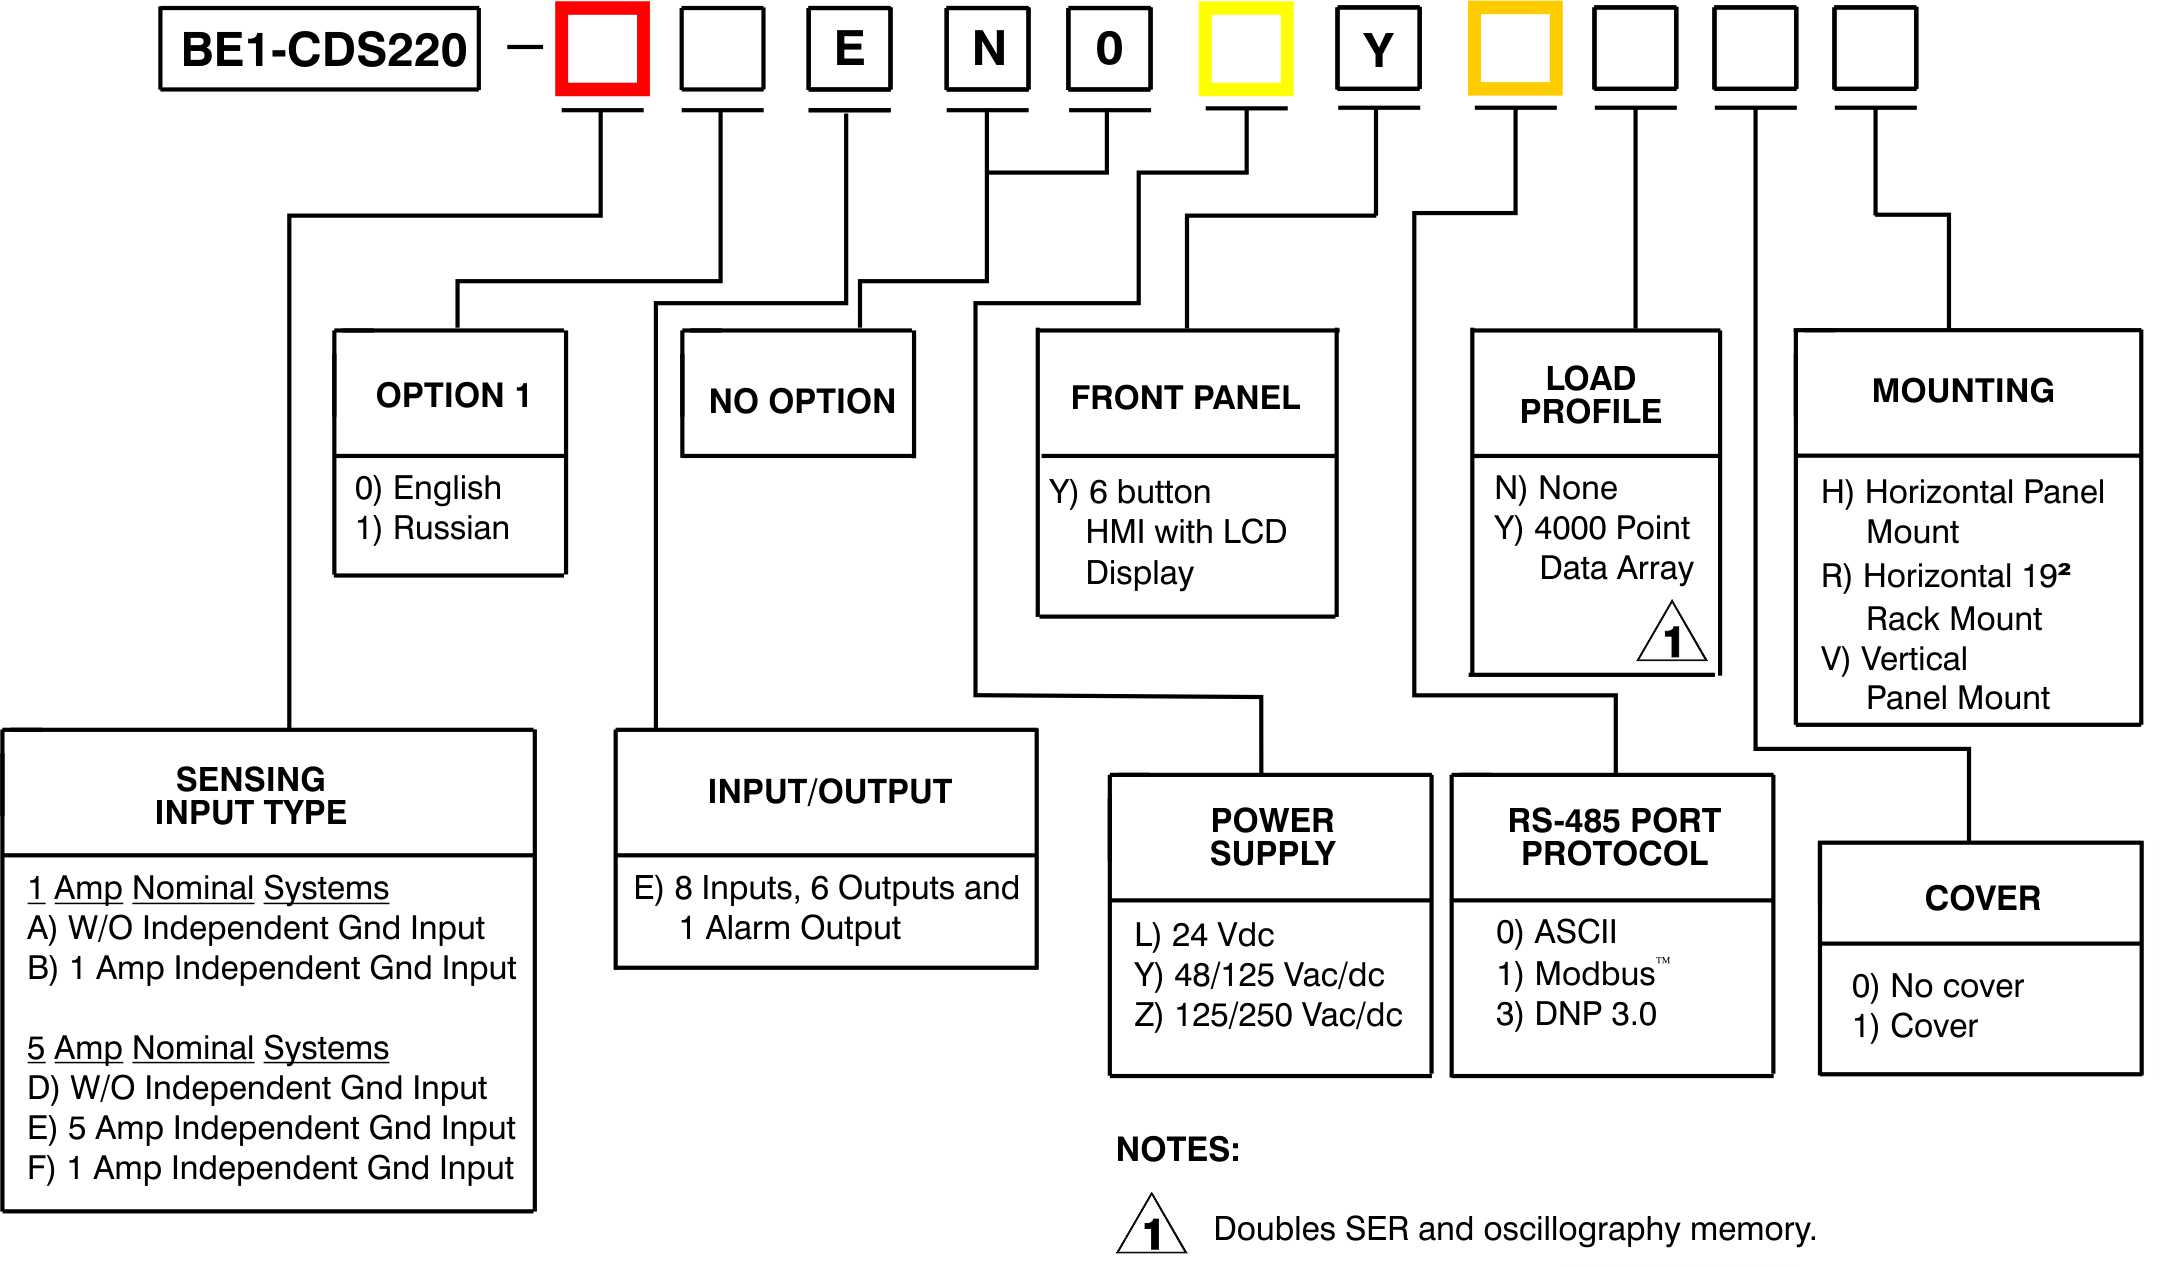 BE1-CDS220 – E N 0 Y
OPTION 1
0) English
1) Russian
NO OPTION
FRONT PANEL
Y) 6 button
HMI with LCD
Display
LOAD
PROFILE
N) None
Y) 4000 Point
Data Array
1
MOUNTING
H) Horizontal Panel
Mount
R) Horizontal 19²
Rack Mount
V) Vertical
Panel Mount
SENSING
INPUT TYPE
1 Amp Nominal Systems
A) W/O Independent Gnd Input
B) 1 Amp Independent Gnd Input
5 Amp Nominal Systems
D) W/O Independent Gnd Input
E) 5 Amp Independent Gnd Input
F) 1 Amp Independent Gnd Input
INPUT/OUTPUT
E) 8 Inputs, 6 Outputs and
1 Alarm Output
POWER
SUPPLY
L) 24 Vdc
Y) 48/125 Vac/dc
Z) 125/250 Vac/dc
RS-485 PORT
PROTOCOL
0) ASCII
1) Modbus™
3) DNP 3.0
COVER
0) No cover
1) Cover
NOTES:
1 Doubles SER and oscillography memory.